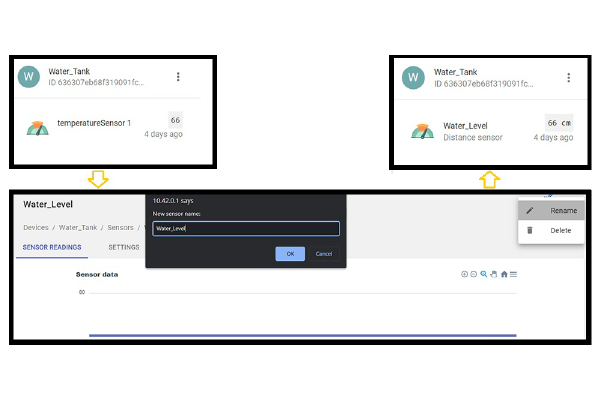 W
Water_Tank
ID 636307eb68f319091fc...
temperatureSensor 1
66
4 days ago
W
Water_Tank
ID 636307eb68f319091fc...
Water_Level
Distance sensor
66 cm
4 days ago
Water_Level
Devices / Water_Tank / Sensors /
SENSOR READINGS
SETTINGS
10.42.0.1 says
New sensor name:
Water_Level
OK
Cancel
Rename
Delete
Sensor data